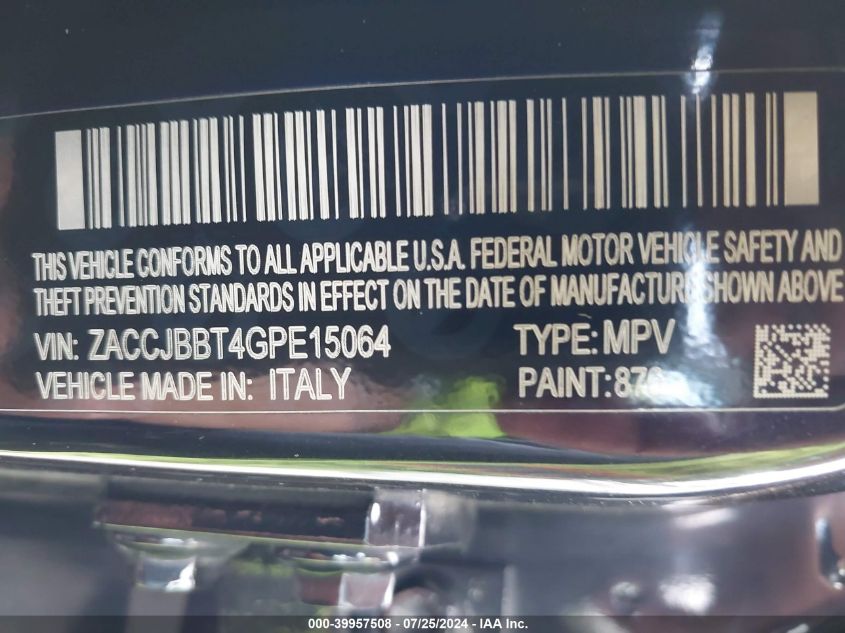 THIS VEHICLE CONFORMS TO ALL APPLICABLE U.S.A. FEDERAL MOTOR VEHICLE SAFETY AND
THEFT PREVENTION STANDARDS IN EFFECT ON THE DATE OF MANUFACTURE SHOWN ABOVE
VIN: ZACCJBBT4GPE15064 TYPE: MPV
VEHICLE MADE IN: ITALY PAINT:
000-39957508 - 07/25/2024 - IAA Inc.